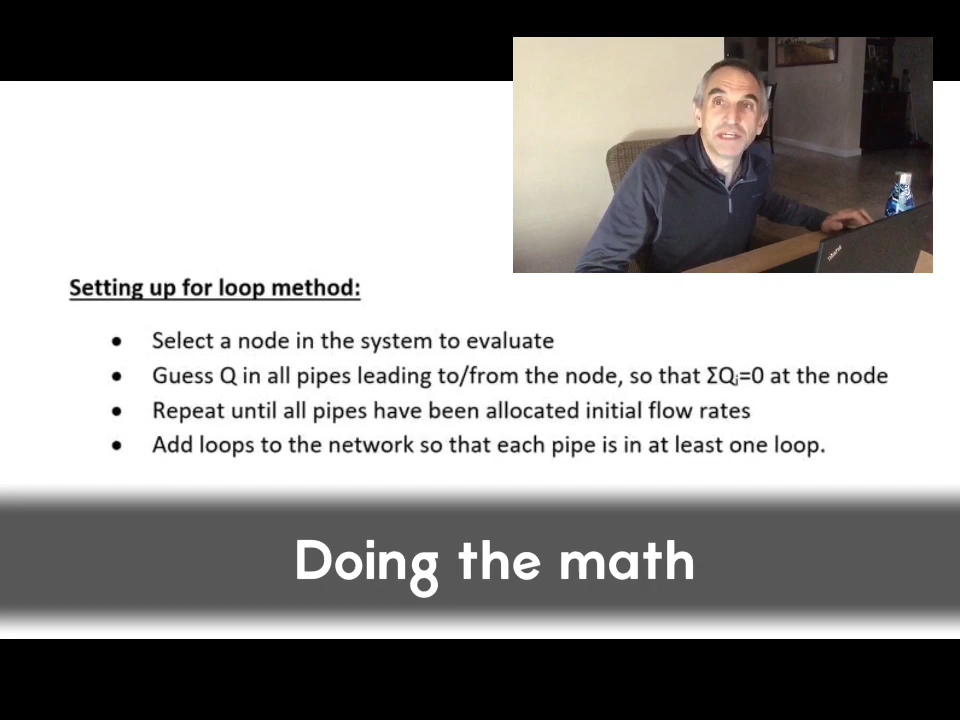 Setting up for loop method:
• Select a node in the system to evaluate
• Guess Q in all pipes leading to/from the node, so that ΣQᵢ=0 at the node
• Repeat until all pipes have been allocated initial flow rates
• Add loops to the network so that each pipe is in at least one loop.
Doing the math